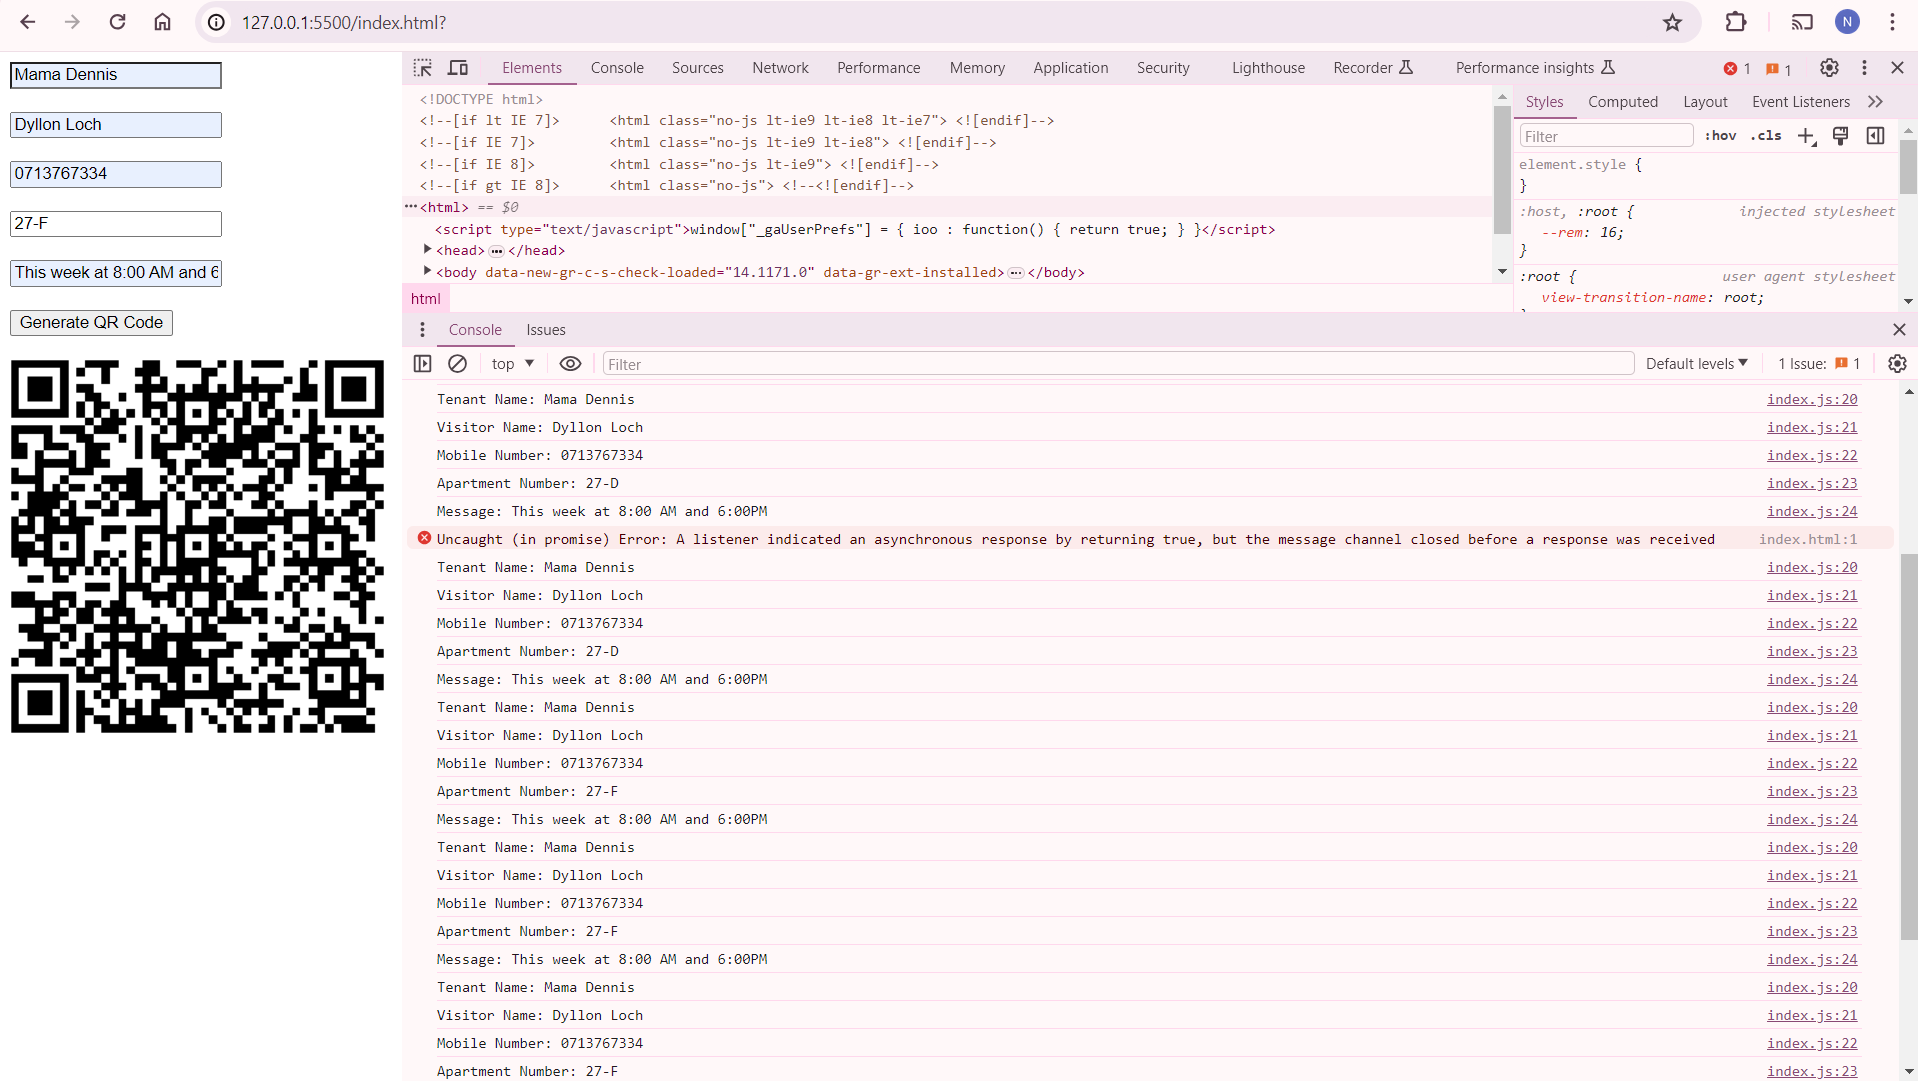 127.0.0.1:5500/index.html?
N
Mama Dennis
Dyllon Loch
0713767334
27-F
This week at 8:00 AM and 6
Generate QR Code
Elements Console Sources Network Performance Memory Application Security Lighthouse Recorder Performance insights 1 1
<!DOCTYPE html>
<!--[if lt IE 7]> <html class="no-js lt-ie9 lt-ie8 lt-ie7"> <![endif]-->
<!--[if IE 7]> <html class="no-js lt-ie9 lt-ie8"> <![endif]-->
<!--[if IE 8]> <html class="no-js lt-ie9"> <![endif]-->
<!--[if gt IE 8]> <html class="no-js"> <!--<![endif]-->
<html> == $0
<script type="text/javascript">window["_gaUserPrefs"] = { ioo : function() { return true; } }</script>
<head> … </head>
<body data-new-gr-c-s-check-loaded="14.1171.0" data-gr-ext-installed> … </body>
html
Styles Computed Layout Event Listeners
Filter :hov .cls
element.style {
}
:host, :root { injected stylesheet
--rem: 16;
}
:root { user agent stylesheet
view-transition-name: root;
Console Issues
top Filter Default levels 1 Issue: 1
Tenant Name: Mama Dennis index.js:20
Visitor Name: Dyllon Loch index.js:21
Mobile Number: 0713767334 index.js:22
Apartment Number: 27-D index.js:23
Message: This week at 8:00 AM and 6:00PM index.js:24
Uncaught (in promise) Error: A listener indicated an asynchronous response by returning true, but the message channel closed before a response was received index.html:1
Tenant Name: Mama Dennis index.js:20
Visitor Name: Dyllon Loch index.js:21
Mobile Number: 0713767334 index.js:22
Apartment Number: 27-D index.js:23
Message: This week at 8:00 AM and 6:00PM index.js:24
Tenant Name: Mama Dennis index.js:20
Visitor Name: Dyllon Loch index.js:21
Mobile Number: 0713767334 index.js:22
Apartment Number: 27-F index.js:23
Message: This week at 8:00 AM and 6:00PM index.js:24
Tenant Name: Mama Dennis index.js:20
Visitor Name: Dyllon Loch index.js:21
Mobile Number: 0713767334 index.js:22
Apartment Number: 27-F index.js:23
Message: This week at 8:00 AM and 6:00PM index.js:24
Tenant Name: Mama Dennis index.js:20
Visitor Name: Dyllon Loch index.js:21
Mobile Number: 0713767334 index.js:22
Apartment Number: 27-F index.js:23